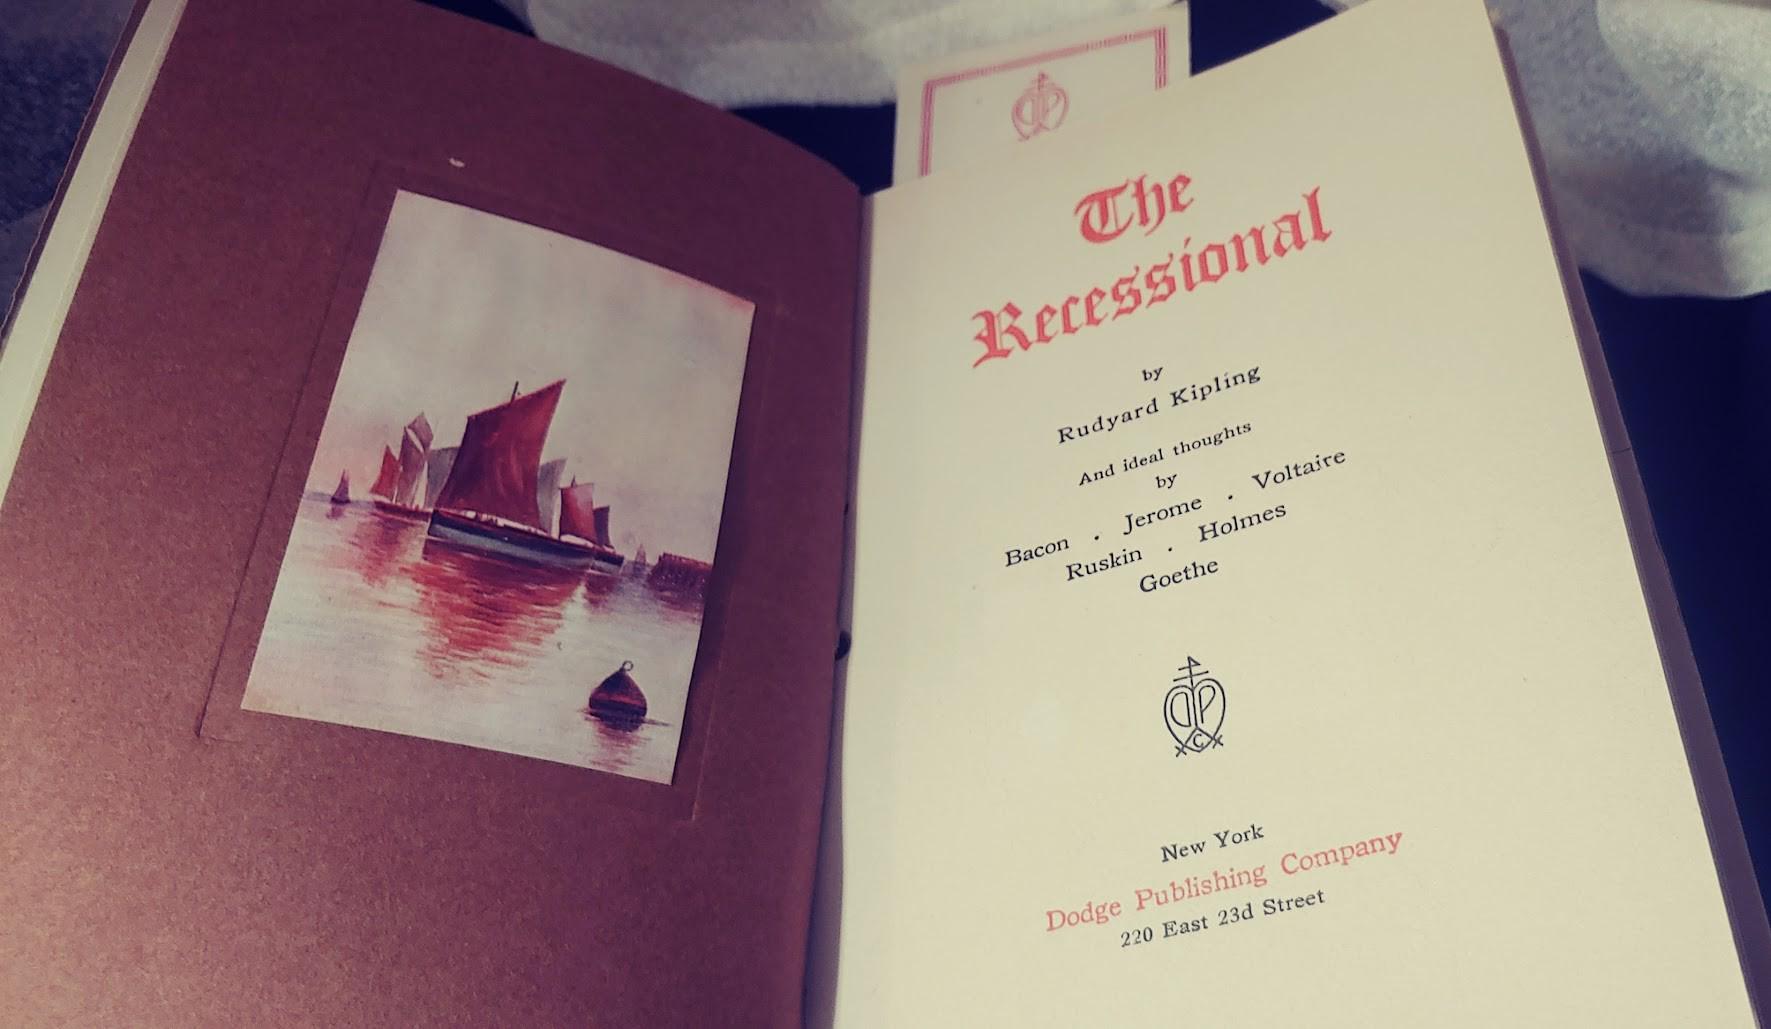 The
Recessional
by
Rudyard Kipling
And ideal thoughts
by
Bacon . Jerome . Voltaire
Ruskin . Holmes
Goethe
DP
C
New York
Dodge Publishing Company
220 East 23d Street